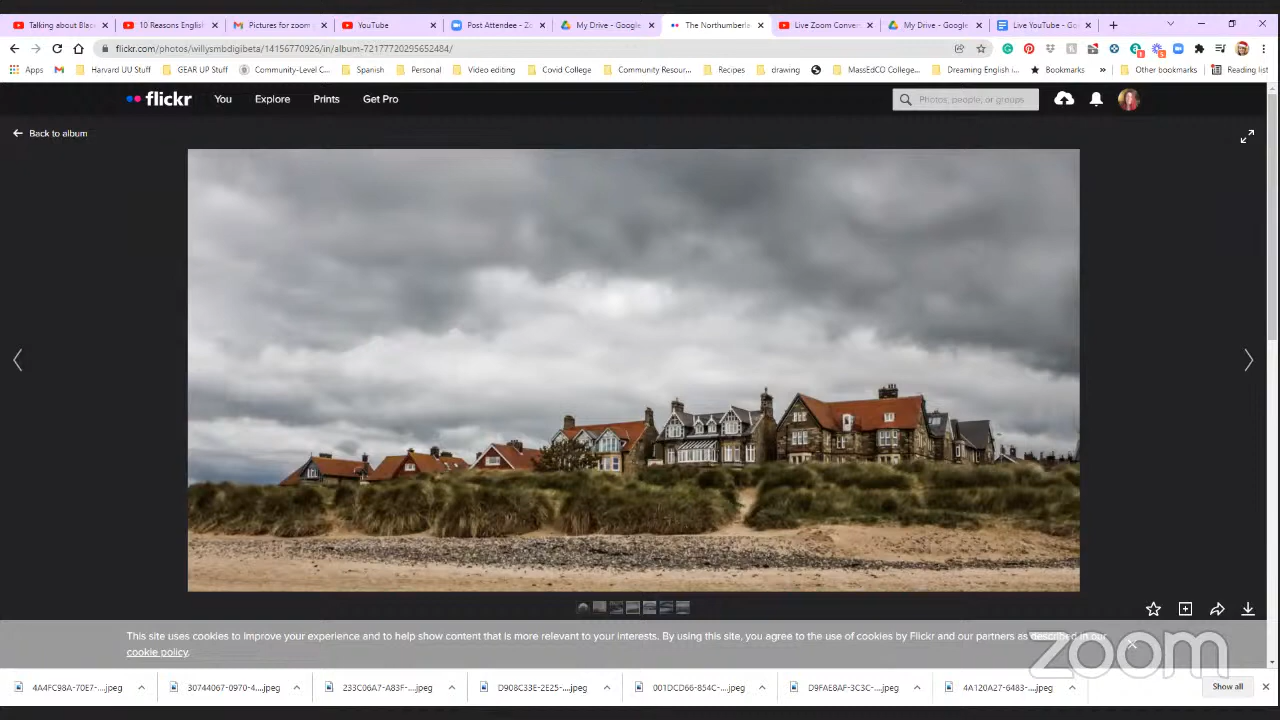 Talking about Blac
10 Reasons English
Pictures for zoom
YouTube
Post Attendee - Zo
My Drive - Google
The Northumberla
Live Zoom Conver
My Drive - Google
Live YouTube - Go
flickr.com/photos/willysmbdigibeta/14156770926/in/album-72177720295652484/
Apps
Harvard UU Stuff
GEAR UP Stuff
Community-Level C...
Spanish
Personal
Video editing
Covid College
Community Resour...
Recipes
drawing
MassEdCO College...
Dreaming English i...
Bookmarks
»
Other bookmarks
Reading list
flickr
You
Explore
Prints
Get Pro
Photos, people, or groups
Back to album
This site uses cookies to improve your experience and to help show content that is more relevant to your interests. By using this site, you agree to the use of cookies by Flickr and our partners as described in our
cookie policy.
zoom
4A4FC98A-70E7-....jpeg
30744067-0970-4....jpeg
233C06A7-A83F-....jpeg
D908C33E-2E25-....jpeg
001DCD66-854C-....jpeg
D9FAE8AF-3C3C-....jpeg
4A120A27-6483-....jpeg
Show all